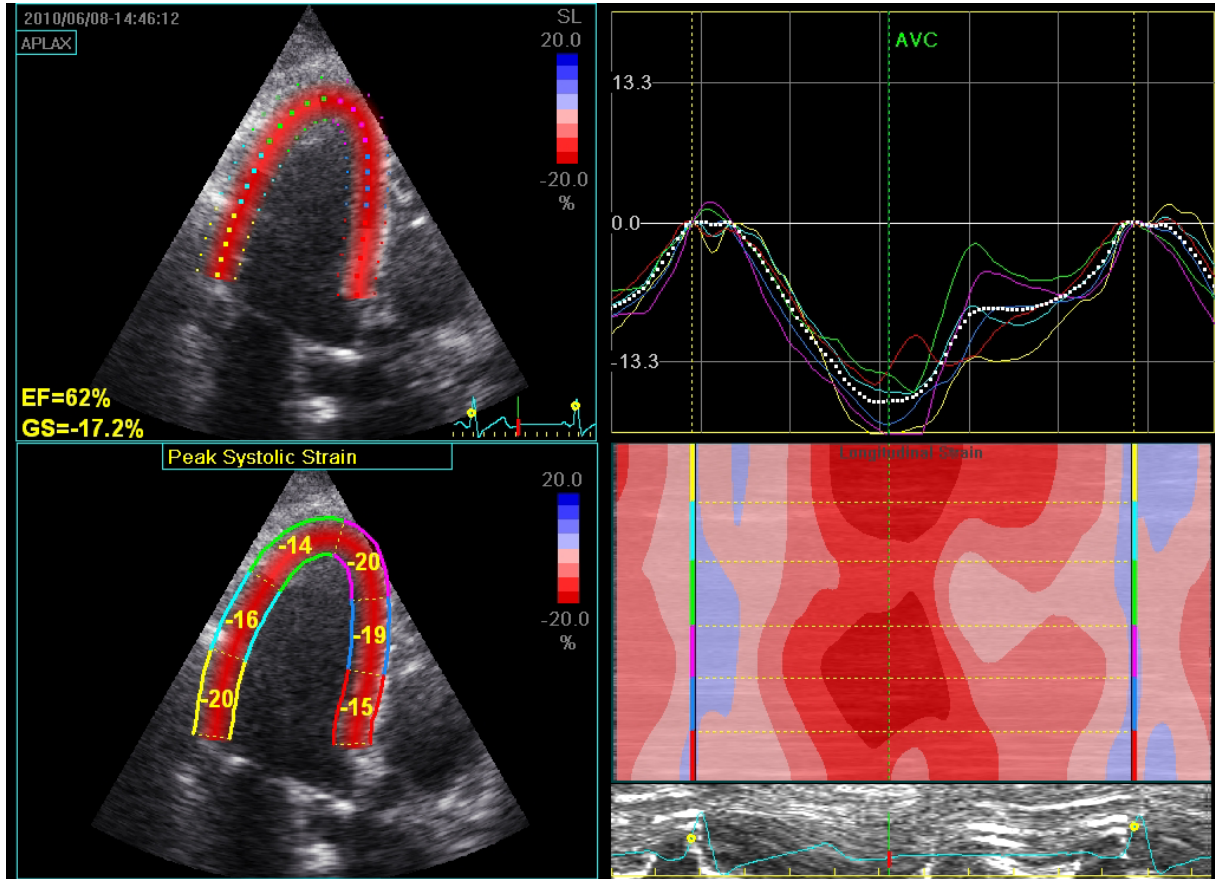 2010/06/08-14:46:12
APLAX
SL
20.0
-20.0
%
EF=62%
GS=-17.2%
AVC
13.3
0.0
-13.3
Peak Systolic Strain
20.0
-20.0
%
-14
-20
-16
-19
-20
-15
Longitudinal Strain